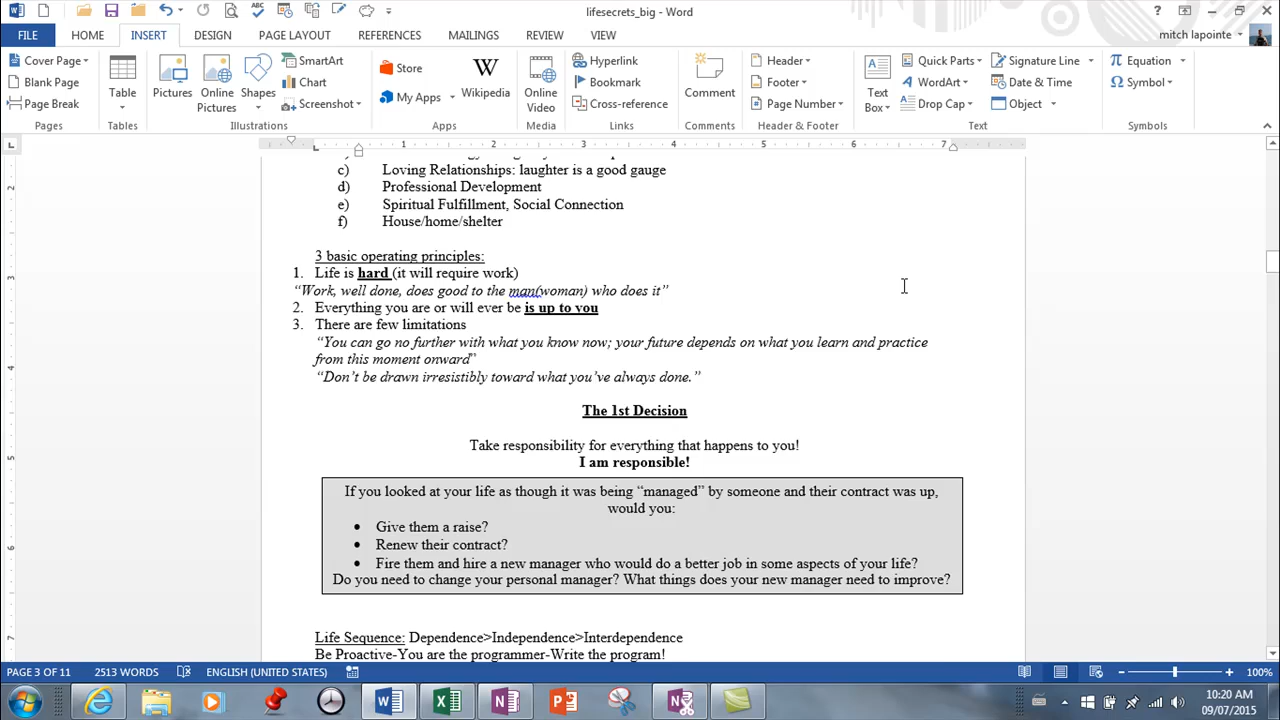 lifesecrets_big - Word
FILE HOME INSERT DESIGN PAGE LAYOUT REFERENCES MAILINGS REVIEW VIEW mitch lapointe
Cover Page
Blank Page
Page Break
Pages
Table
Tables
Pictures
Online Pictures
Shapes
SmartArt
Chart
Screenshot
Illustrations
Store
My Apps
Wikipedia
Apps
Online Video
Media
Hyperlink
Bookmark
Cross-reference
Links
Comment
Comments
Header
Footer
Page Number
Header & Footer
Text Box
Quick Parts
WordArt
Drop Cap
Signature Line
Date & Time
Object
Text
Equation
Symbol
Symbols
1 2 3 4 5 6 7
c) Loving Relationships: laughter is a good gauge
d) Professional Development
e) Spiritual Fulfillment, Social Connection
f) House/home/shelter
3 basic operating principles:
1. Life is hard (it will require work)
“Work, well done, does good to the man(woman) who does it”
2. Everything you are or will ever be is up to you
3. There are few limitations
“You can go no further with what you know now; your future depends on what you learn and practice
from this moment onward”
“Don’t be drawn irresistibly toward what you’ve always done.”
The 1st Decision
Take responsibility for everything that happens to you!
I am responsible!
If you looked at your life as though it was being “managed” by someone and their contract was up,
would you:
• Give them a raise?
• Renew their contract?
• Fire them and hire a new manager who would do a better job in some aspects of your life?
Do you need to change your personal manager? What things does your new manager need to improve?
Life Sequence: Dependence>Independence>Interdependence
Be Proactive-You are the programmer-Write the program!
PAGE 3 OF 11 2513 WORDS ENGLISH (UNITED STATES) 100%
10:20 AM
09/07/2015